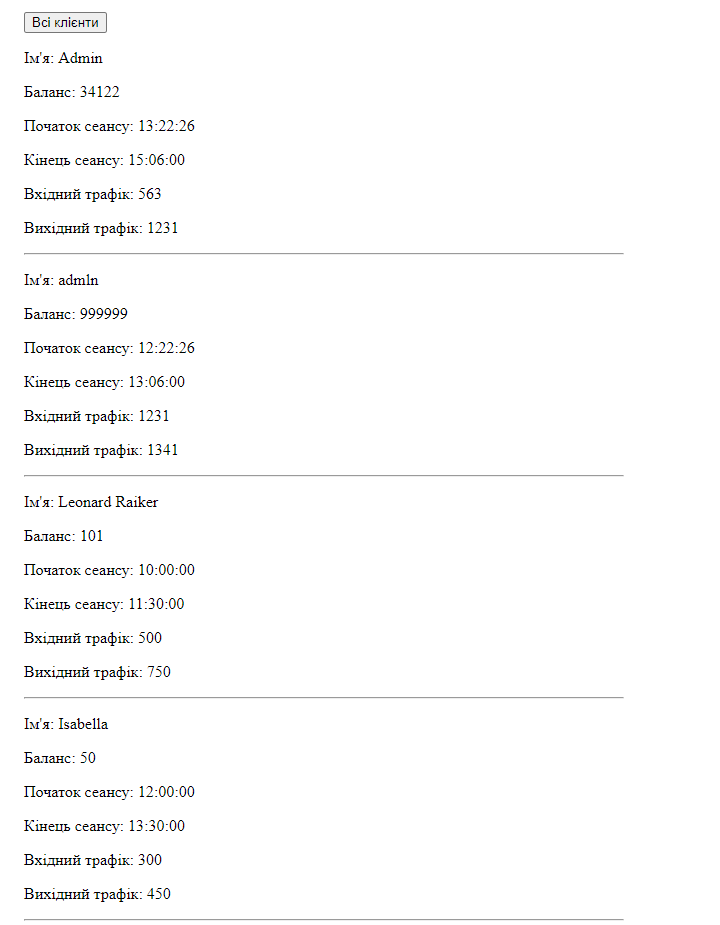 Всі клієнти
Ім'я: Admin
Баланс: 34122
Початок сеансу: 13:22:26
Кінець сеансу: 15:06:00
Вхідний трафік: 563
Вихідний трафік: 1231
Ім'я: admln
Баланс: 999999
Початок сеансу: 12:22:26
Кінець сеансу: 13:06:00
Вхідний трафік: 1231
Вихідний трафік: 1341
Ім'я: Leonard Raiker
Баланс: 101
Початок сеансу: 10:00:00
Кінець сеансу: 11:30:00
Вхідний трафік: 500
Вихідний трафік: 750
Ім'я: Isabella
Баланс: 50
Початок сеансу: 12:00:00
Кінець сеансу: 13:30:00
Вхідний трафік: 300
Вихідний трафік: 450